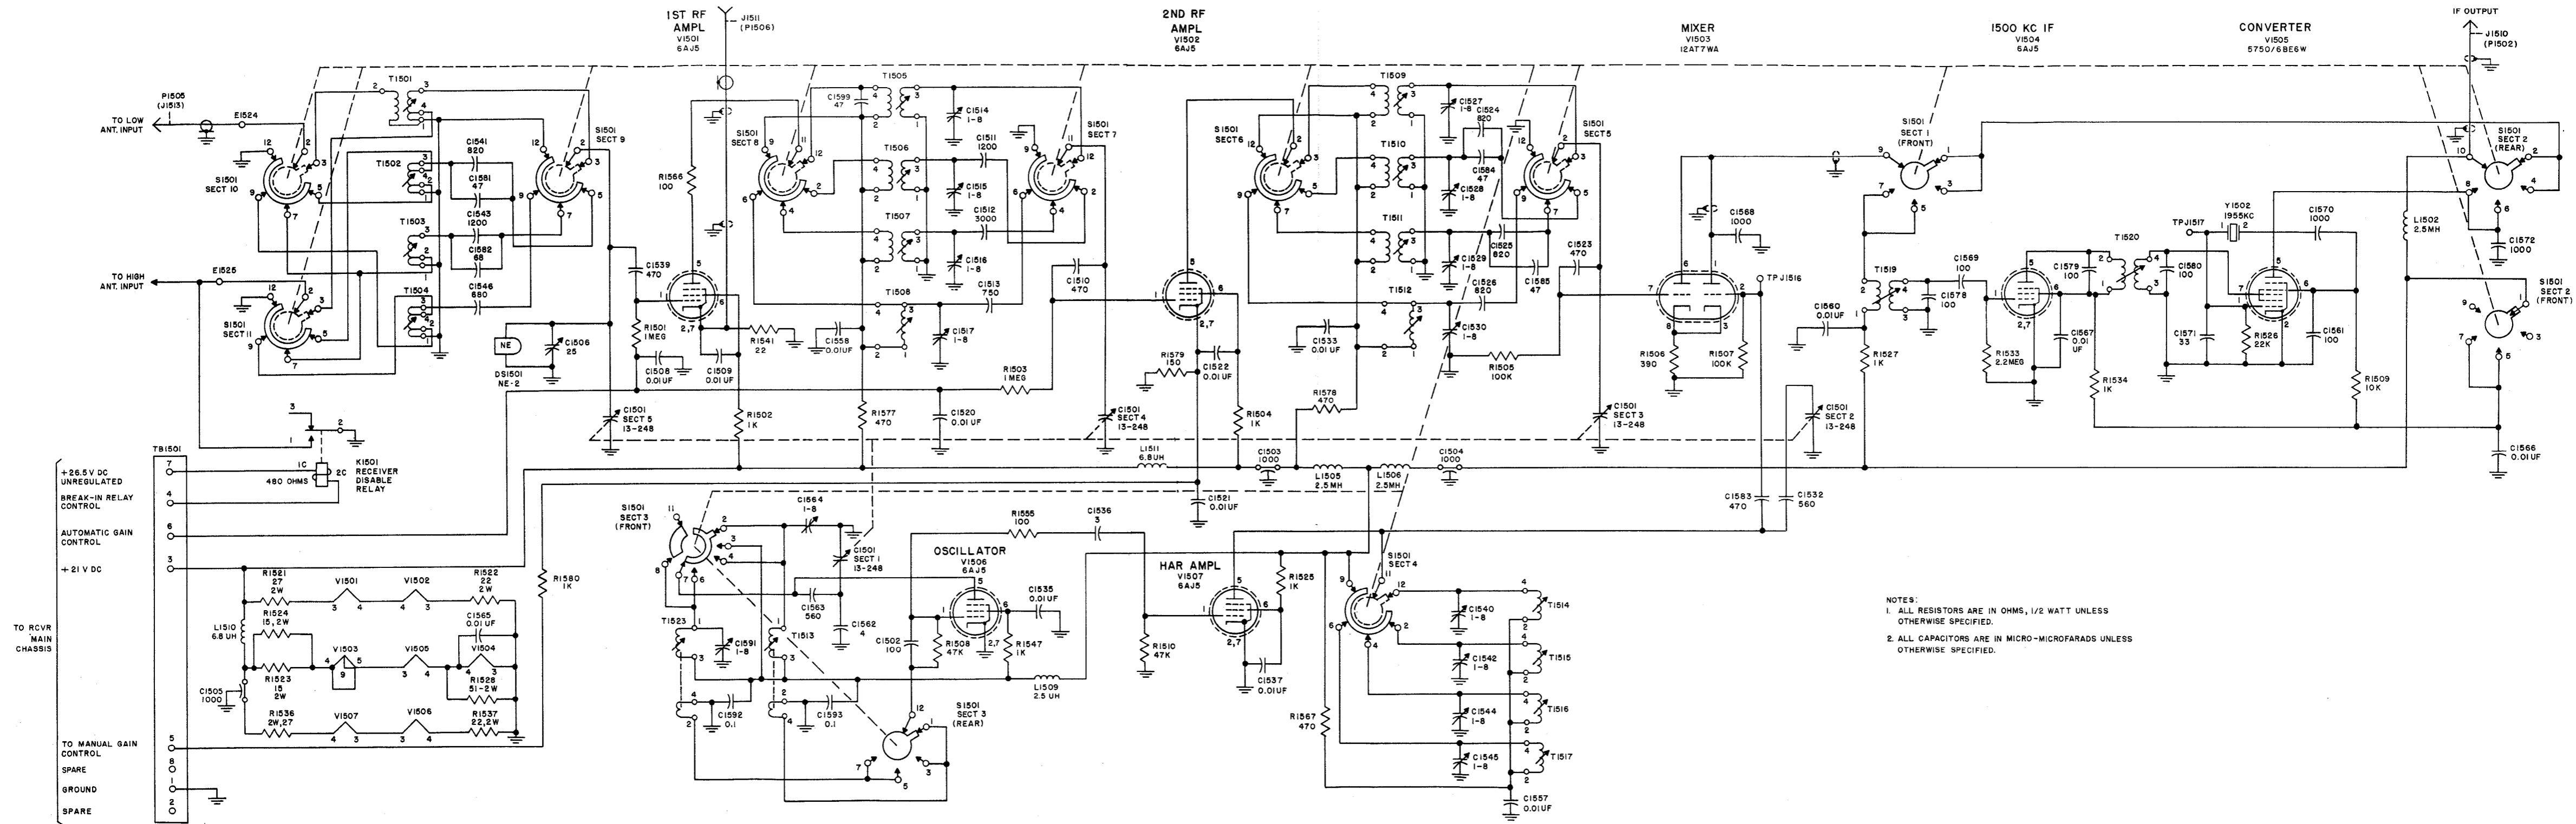 1ST RF
AMPL
V1501
6AJ5
J1511
(P1506)
2ND RF
AMPL
V1502
6AJ5
MIXER
V1503
12AT7WA
1500 KC IF
V1504
6AJ5
CONVERTER
V1505
5750/6BE6W
IF OUTPUT
J1510
(P1502)
P1505
(J1513)
TO LOW
ANT. INPUT
E1524
TO HIGH
ANT. INPUT
E1525
S1501
SECT 10
S1501
SECT 11
T1501
T1502
T1503
T1504
C1541
820
C1581
47
C1543
1200
C1582
68
C1546
680
S1501
SECT 9
NE
DS1501
NE-2
C1506
25
C1539
470
R1501
1MEG
C1508
0.01UF
C1509
0.01UF
R1566
100
R1541
22
R1502
1K
C1501
SECT 5
13-248
S1501
SECT 8
C1599
47
T1505
T1506
T1507
T1508
C1514
1-8
C1515
1-8
C1516
1-8
C1517
1-8
C1511
1200
C1512
3000
C1513
750
C1558
0.01UF
R1577
470
C1520
0.01UF
R1503
1MEG
S1501
SECT 7
C1510
470
C1501
SECT 4
13-248
R1579
150
C1522
0.01UF
R1504
1K
S1501
SECT 6
T1509
T1510
T1511
T1512
C1533
0.01UF
R1578
470
C1527
1-8
C1524
820
C1584
47
C1528
1-8
C1525
820
C1529
1-8
C1585
47
C1526
820
C1530
1-8
C1523
470
S1501
SECT 5
R1505
100K
C1501
SECT 3
13-248
C1568
1000
TPJ1516
R1506
390
R1507
100K
C1501
SECT 2
13-248
C1560
0.01UF
S1501
SECT 1
(FRONT)
T1519
C1569
100
C1578
100
R1527
1K
R1533
2.2MEG
C1567
0.01
UF
R1534
1K
C1579
100
T1520
C1580
100
TPJ1517
Y1502
1955KC
C1570
1000
C1571
33
R1526
22K
C1561
100
R1509
10K
L1502
2.5MH
S1501
SECT 2
(REAR)
C1572
1000
S1501
SECT 2
(FRONT)
C1566
0.01UF
K1501
RECEIVER
DISABLE
RELAY
1C
2C
480 OHMS
TB1501
+26.5V DC
UNREGULATED
7
BREAK-IN RELAY
CONTROL
4
AUTOMATIC GAIN
CONTROL
6
+21 V DC
3
TO RCVR
MAIN
CHASSIS
TO MANUAL GAIN
CONTROL
5
SPARE
8
GROUND
1
SPARE
2
R1521
27
2W
V1501
V1502
R1522
22
2W
R1524
15,2W
C1565
0.01UF
L1510
6.8UH
V1503
V1505
V1504
R1523
15
2W
R1528
51-2W
C1505
1000
R1536
2W,27
V1507
V1506
R1537
22,2W
R1580
1K
L1511
6.8UH
C1503
1000
L1505
2.5MH
L1506
2.5MH
C1504
1000
C1521
0.01UF
C1583
470
C1532
560
S1501
SECT 3
(FRONT)
C1564
1-8
C1501
SECT 1
13-248
C1563
560
C1562
4
T1523
C1591
1-8
T1513
C1592
0.1
C1593
0.1
OSCILLATOR
V1506
6AJ5
C1502
100
R1508
47K
R1547
1K
C1535
0.01UF
R1555
100
C1536
3
L1509
2.5UH
S1501
SECT 3
(REAR)
HAR AMPL
V1507
6AJ5
R1510
47K
R1525
1K
C1537
0.01UF
R1567
470
S1501
SECT 4
C1540
1-8
C1542
1-8
C1544
1-8
C1545
1-8
T1514
T1515
T1516
T1517
C1557
0.01UF
NOTES:
1. ALL RESISTORS ARE IN OHMS, 1/2 WATT UNLESS
OTHERWISE SPECIFIED.
2. ALL CAPACITORS ARE IN MICRO-MICROFARADS UNLESS
OTHERWISE SPECIFIED.